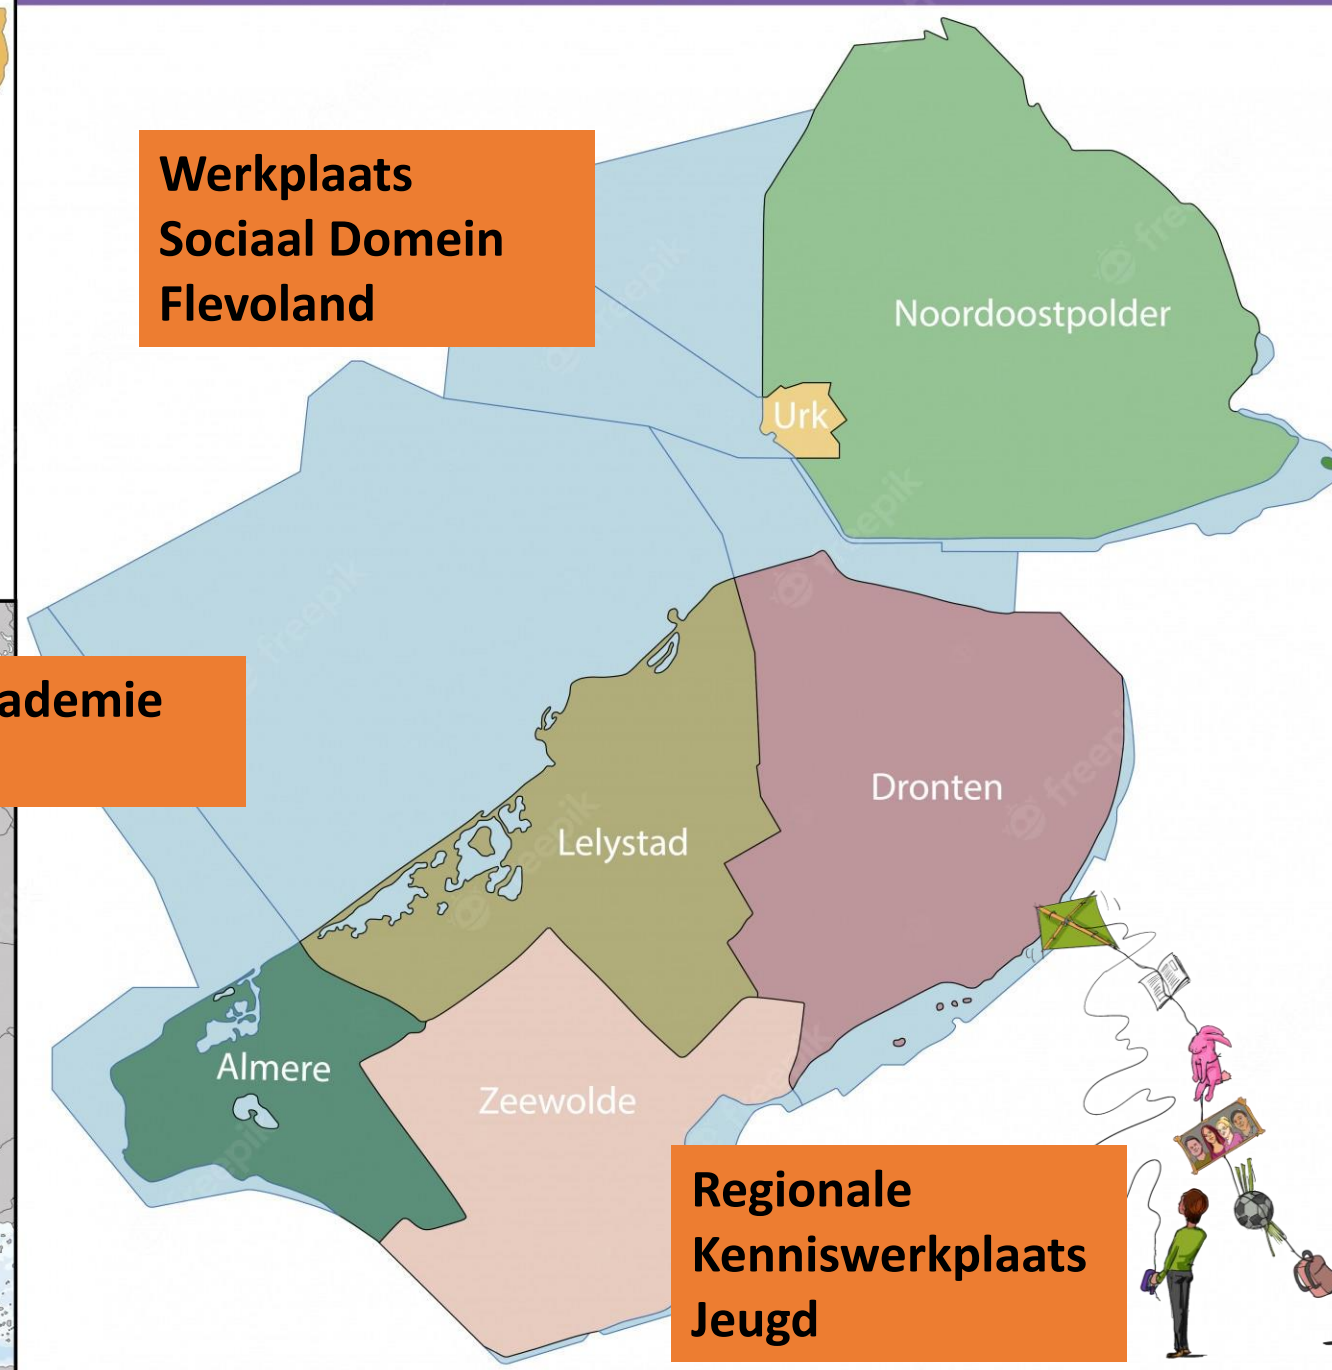 Werkplaats
Sociaal Domein
Flevoland
Noordoostpolder
Urk
ademie
Dronten
Lelystad
Almere
Zeewolde
Regionale
Kenniswerkplaats
Jeugd